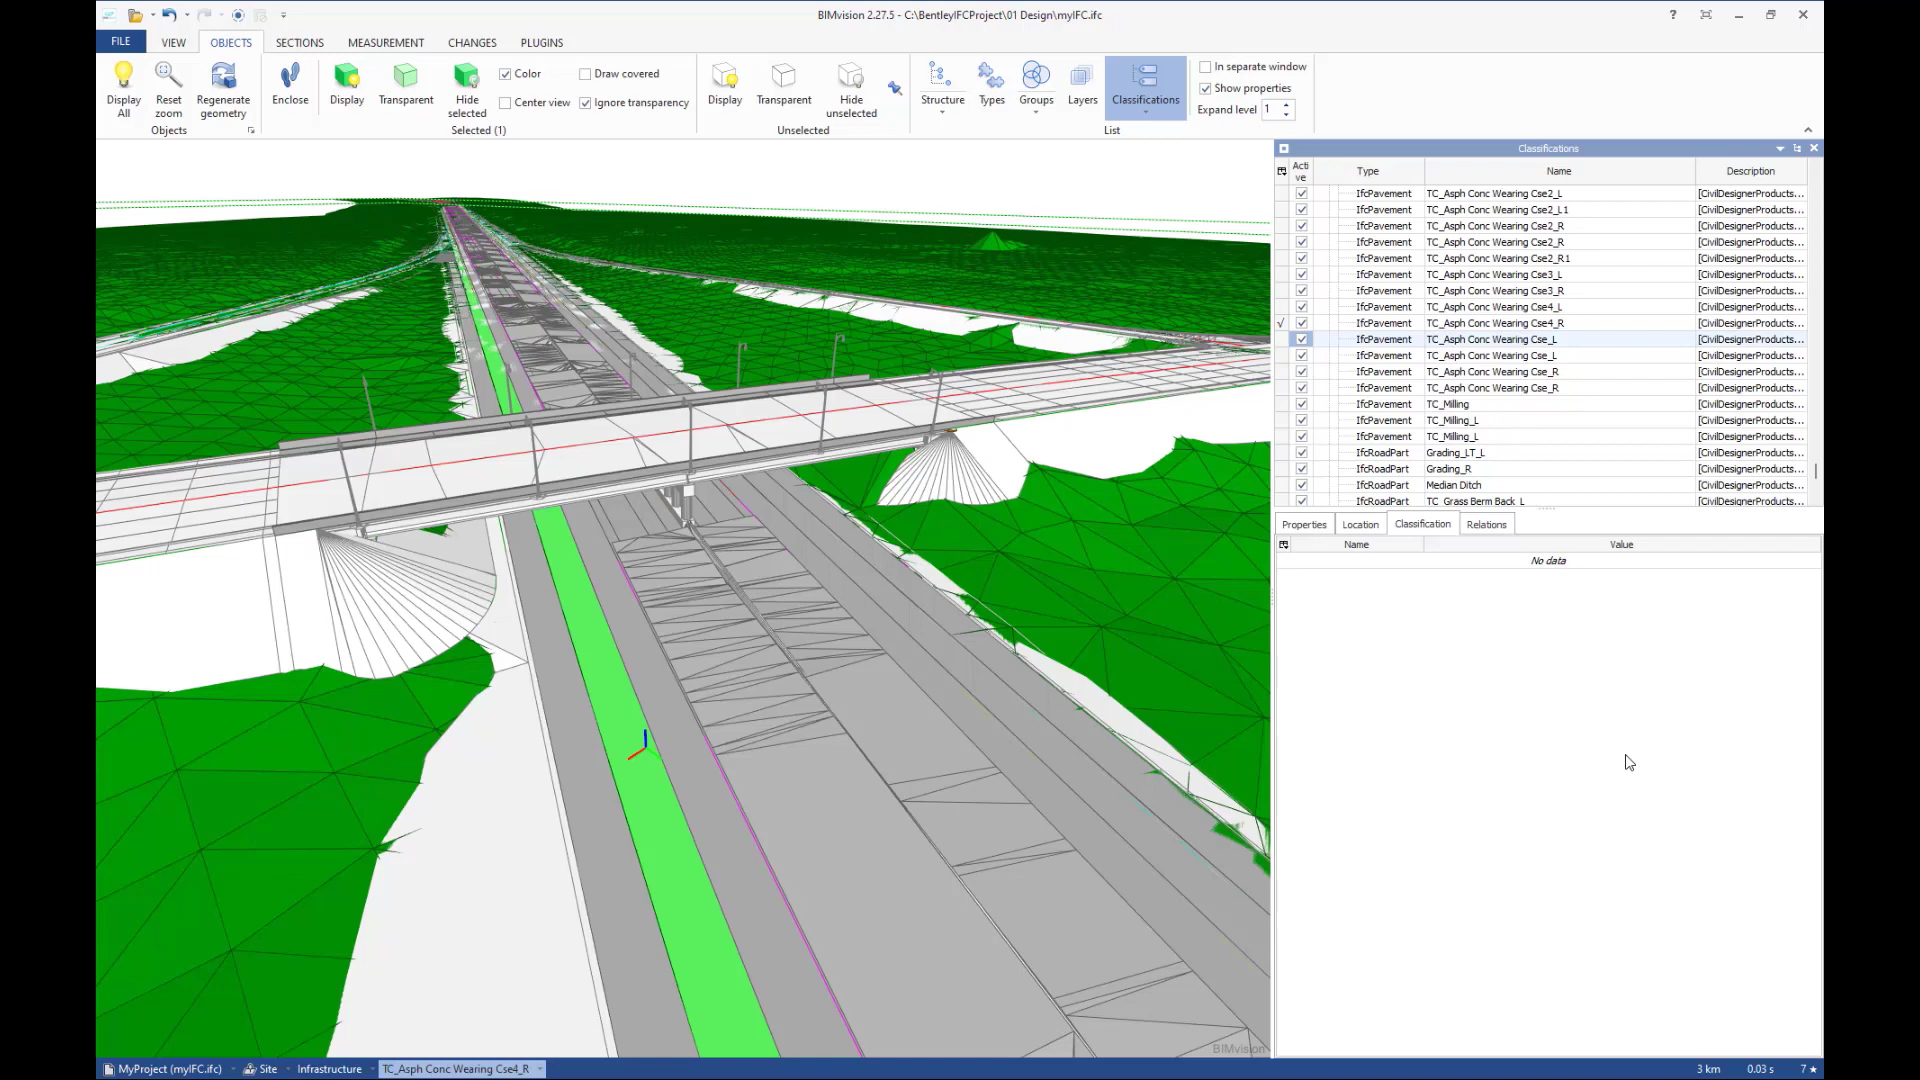 BIMvision 2.27.5 - C:\BentleyIFCProject\01 Design\myIFC.ifc
FILE VIEW OBJECTS SECTIONS MEASUREMENT CHANGES PLUGINS
Display All
Reset zoom
Regenerate geometry
Objects
Enclose
Display
Transparent
Hide selected
Color
Draw covered
Center view
Ignore transparency
Selected (1)
Display
Transparent
Hide unselected
Unselected
Structure
Types
Groups
Layers
Classifications
In separate window
Show properties
Expand level 1
List
Classifications
Active Type Name Description
IfcPavement TC_Asph Conc Wearing Cse2_L [CivilDesignerProducts...
IfcPavement TC_Asph Conc Wearing Cse2_L1 [CivilDesignerProducts...
IfcPavement TC_Asph Conc Wearing Cse2_R [CivilDesignerProducts...
IfcPavement TC_Asph Conc Wearing Cse2_R [CivilDesignerProducts...
IfcPavement TC_Asph Conc Wearing Cse2_R1 [CivilDesignerProducts...
IfcPavement TC_Asph Conc Wearing Cse3_L [CivilDesignerProducts...
IfcPavement TC_Asph Conc Wearing Cse3_R [CivilDesignerProducts...
IfcPavement TC_Asph Conc Wearing Cse4_L [CivilDesignerProducts...
IfcPavement TC_Asph Conc Wearing Cse4_R [CivilDesignerProducts...
IfcPavement TC_Asph Conc Wearing Cse_L [CivilDesignerProducts...
IfcPavement TC_Asph Conc Wearing Cse_L [CivilDesignerProducts...
IfcPavement TC_Asph Conc Wearing Cse_R [CivilDesignerProducts...
IfcPavement TC_Asph Conc Wearing Cse_R [CivilDesignerProducts...
IfcPavement TC_Milling [CivilDesignerProducts...
IfcPavement TC_Milling_L [CivilDesignerProducts...
IfcPavement TC_Milling_L [CivilDesignerProducts...
IfcRoadPart Grading_LT_L [CivilDesignerProducts...
IfcRoadPart Grading_R [CivilDesignerProducts...
IfcRoadPart Median Ditch [CivilDesignerProducts...
IfcRoadPart TC_Grass Berm Back_L [CivilDesignerProducts...
Properties Location Classification Relations
Name Value
No data
BIMvision
MyProject (myIFC.ifc) Site Infrastructure TC_Asph Conc Wearing Cse4_R 3 km 0.03 s 7